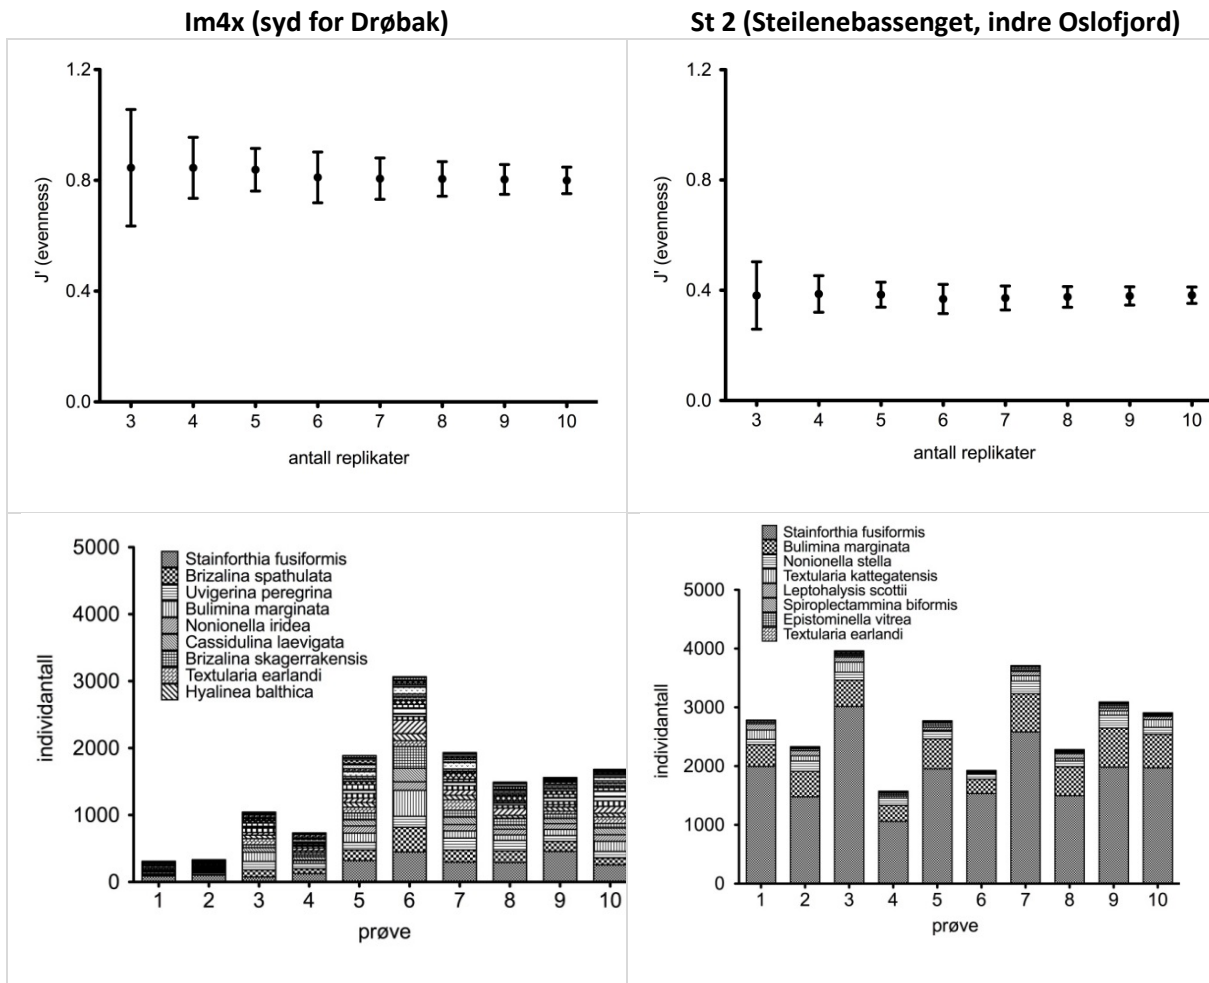 Im4x (syd for Drøbak)
St 2 (Steilenebassenget, indre Oslofjord)
1.2
0.8
0.4
0.0
J' (evenness)
3 4 5 6 7 8 9 10
antall replikater
1.2
0.8
0.4
0.0
J' (evenness)
3 4 5 6 7 8 9 10
antall replikater
5000
4000
3000
2000
1000
0
individantall
Stainforthia fusiformis
Brizalina spathulata
Uvigerina peregrina
Bulimina marginata
Nonionella iridea
Cassidulina laevigata
Brizalina skagerrakensis
Textularia earlandi
Hyalinea balthica
1 2 3 4 5 6 7 8 9 10
prøve
Stainforthia fusiformis
Bulimina marginata
Nonionella stella
Textularia kattegatensis
Leptohalysis scottii
Spiroplectammina biformis
Epistominella vitrea
Textularia earlandi
5000
4000
3000
2000
1000
0
individantall
1 2 3 4 5 6 7 8 9 10
prøve